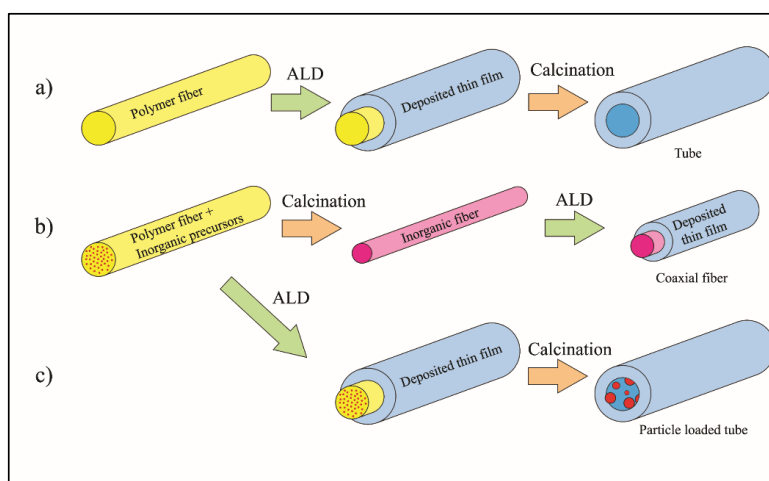 a)
Polymer fiber
ALD
Deposited thin film
Calcination
Tube
b)
Polymer fiber +
Inorganic precursors
Calcination
Inorganic fiber
ALD
Deposited
thin film
Coaxial fiber
ALD
c)
Deposited thin film
Calcination
Particle loaded tube